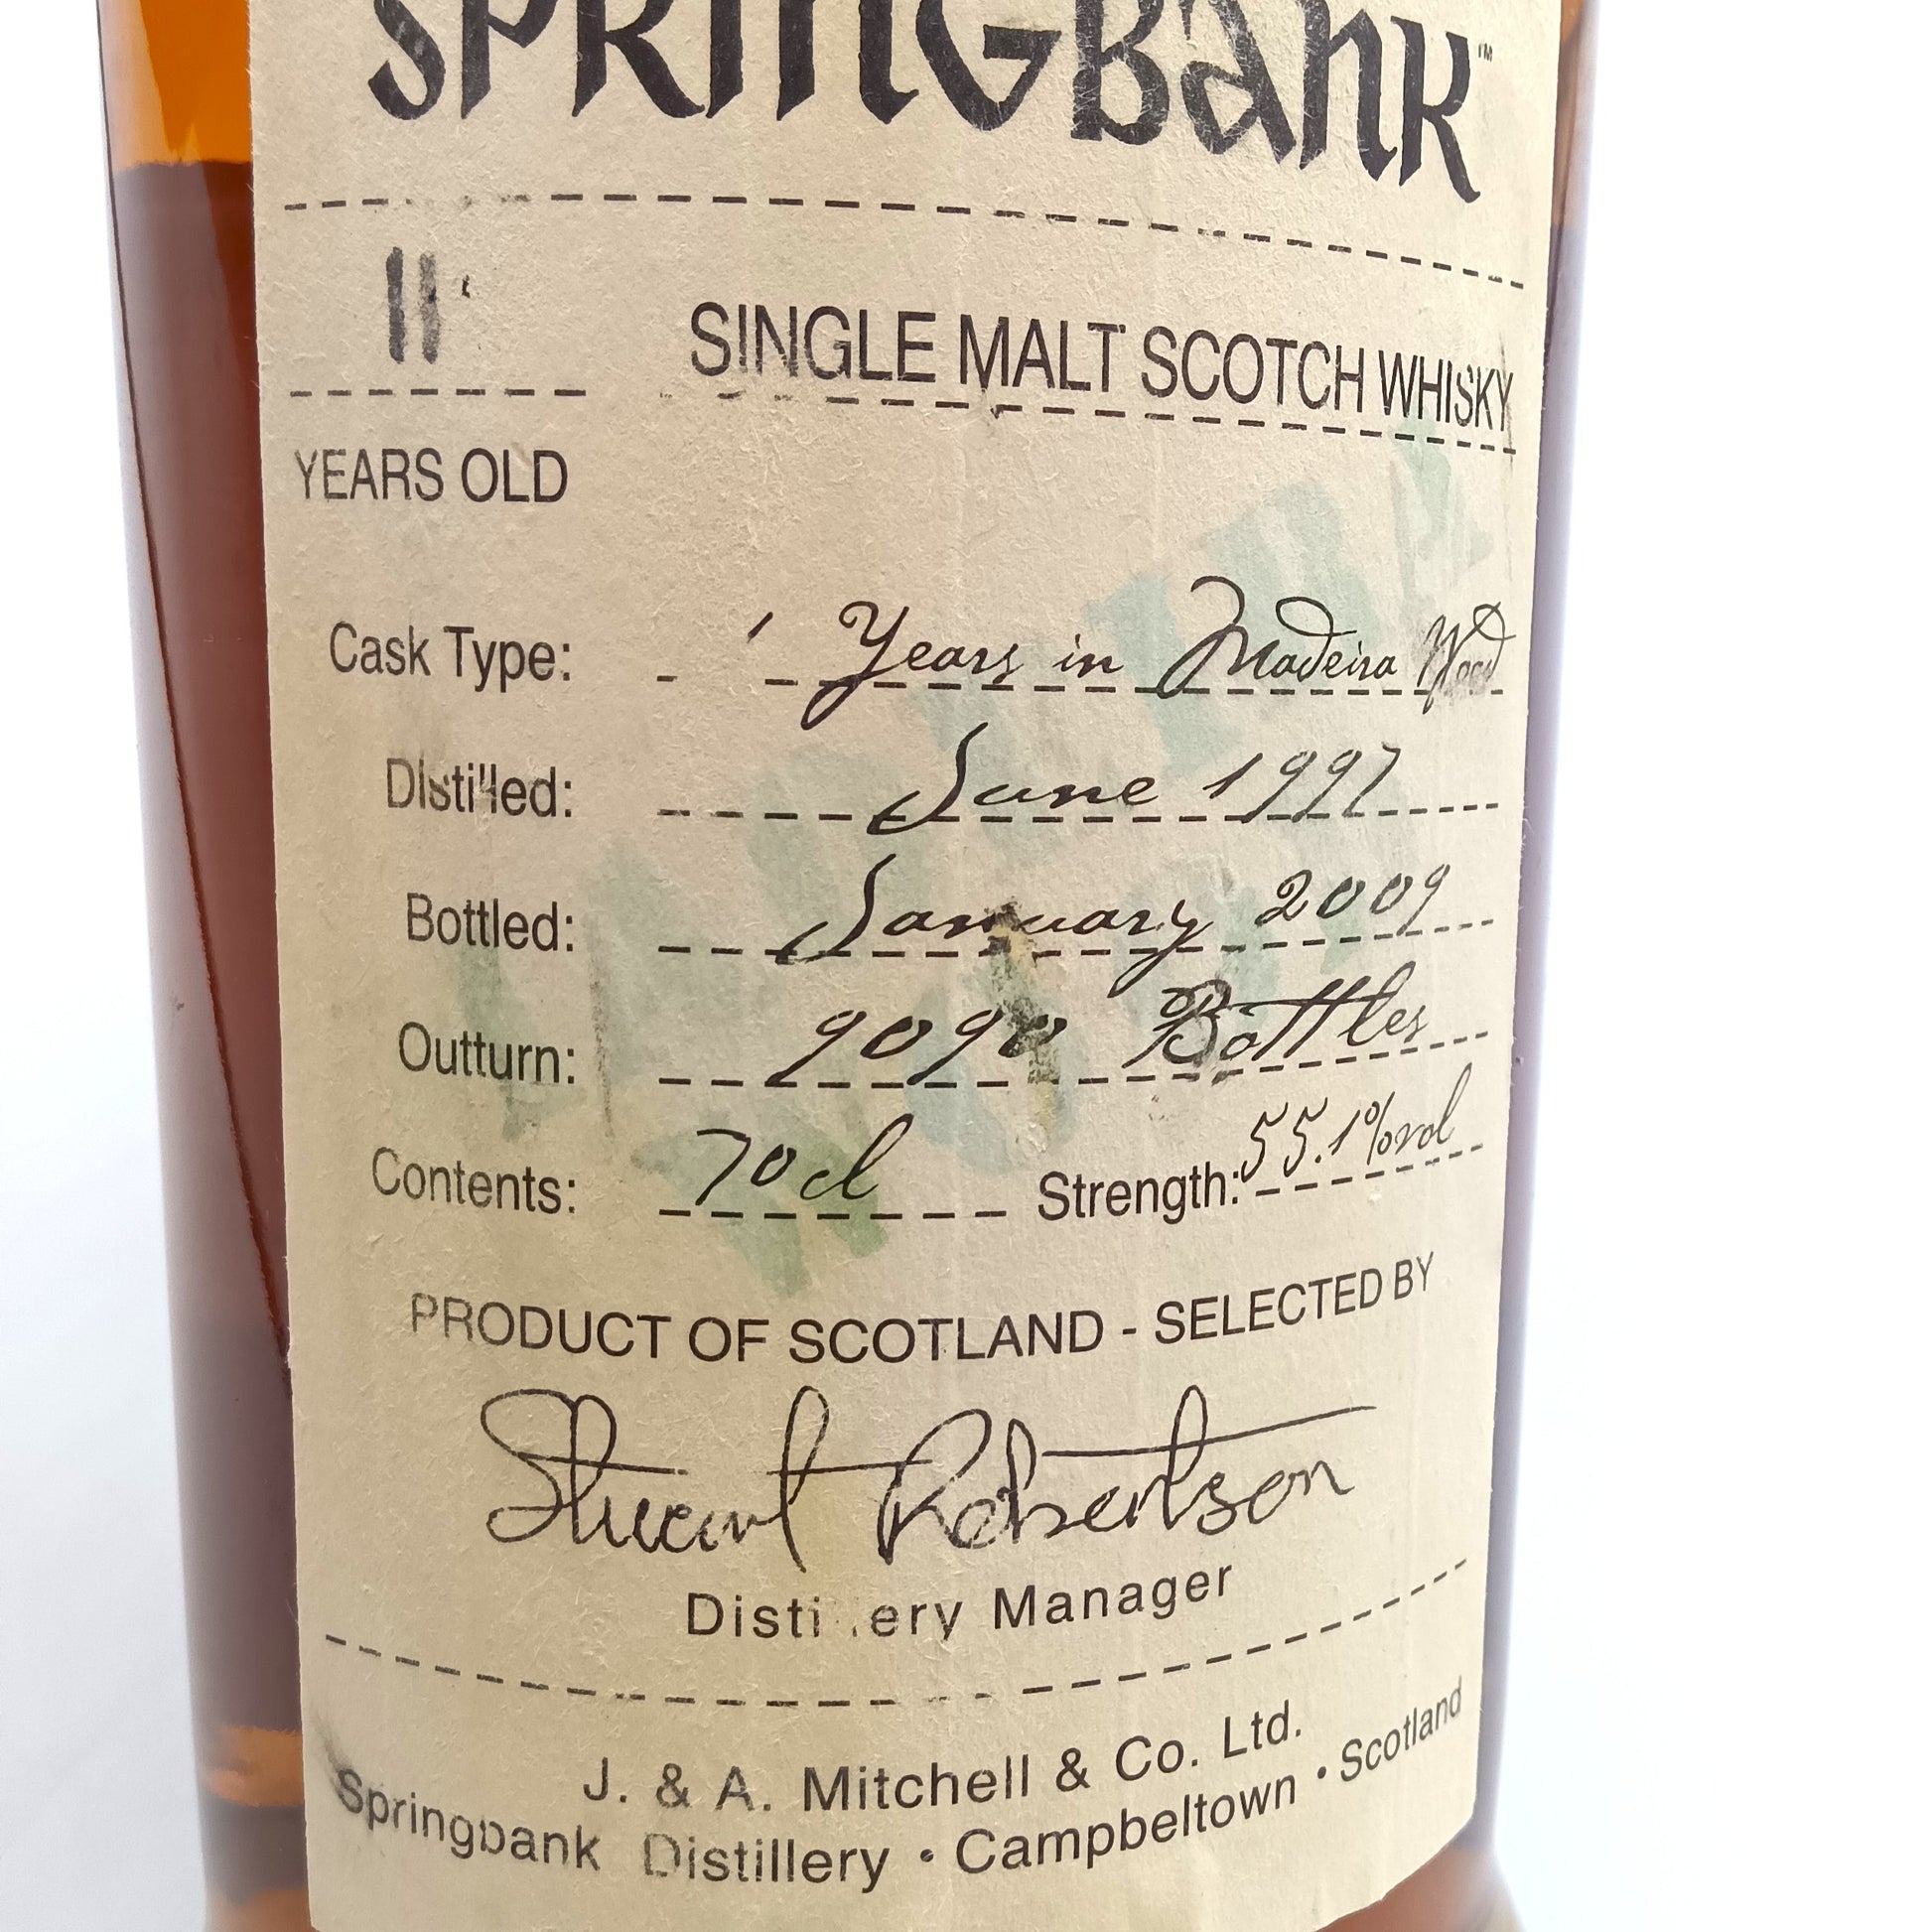 SPRINGBANK™
11
SINGLE MALT SCOTCH WHISKY
YEARS OLD
Cask Type: Years in Madeira Wood
Distilled: June 1997
Bottled: January 2009
Outturn: 9090 Bottles
Contents: 70cl Strength: 55.1%vol
PRODUCT OF SCOTLAND - SELECTED BY
Stuart Robertson
Distillery Manager
J. & A. Mitchell & Co. Ltd.
Springbank Distillery • Campbeltown • Scotland